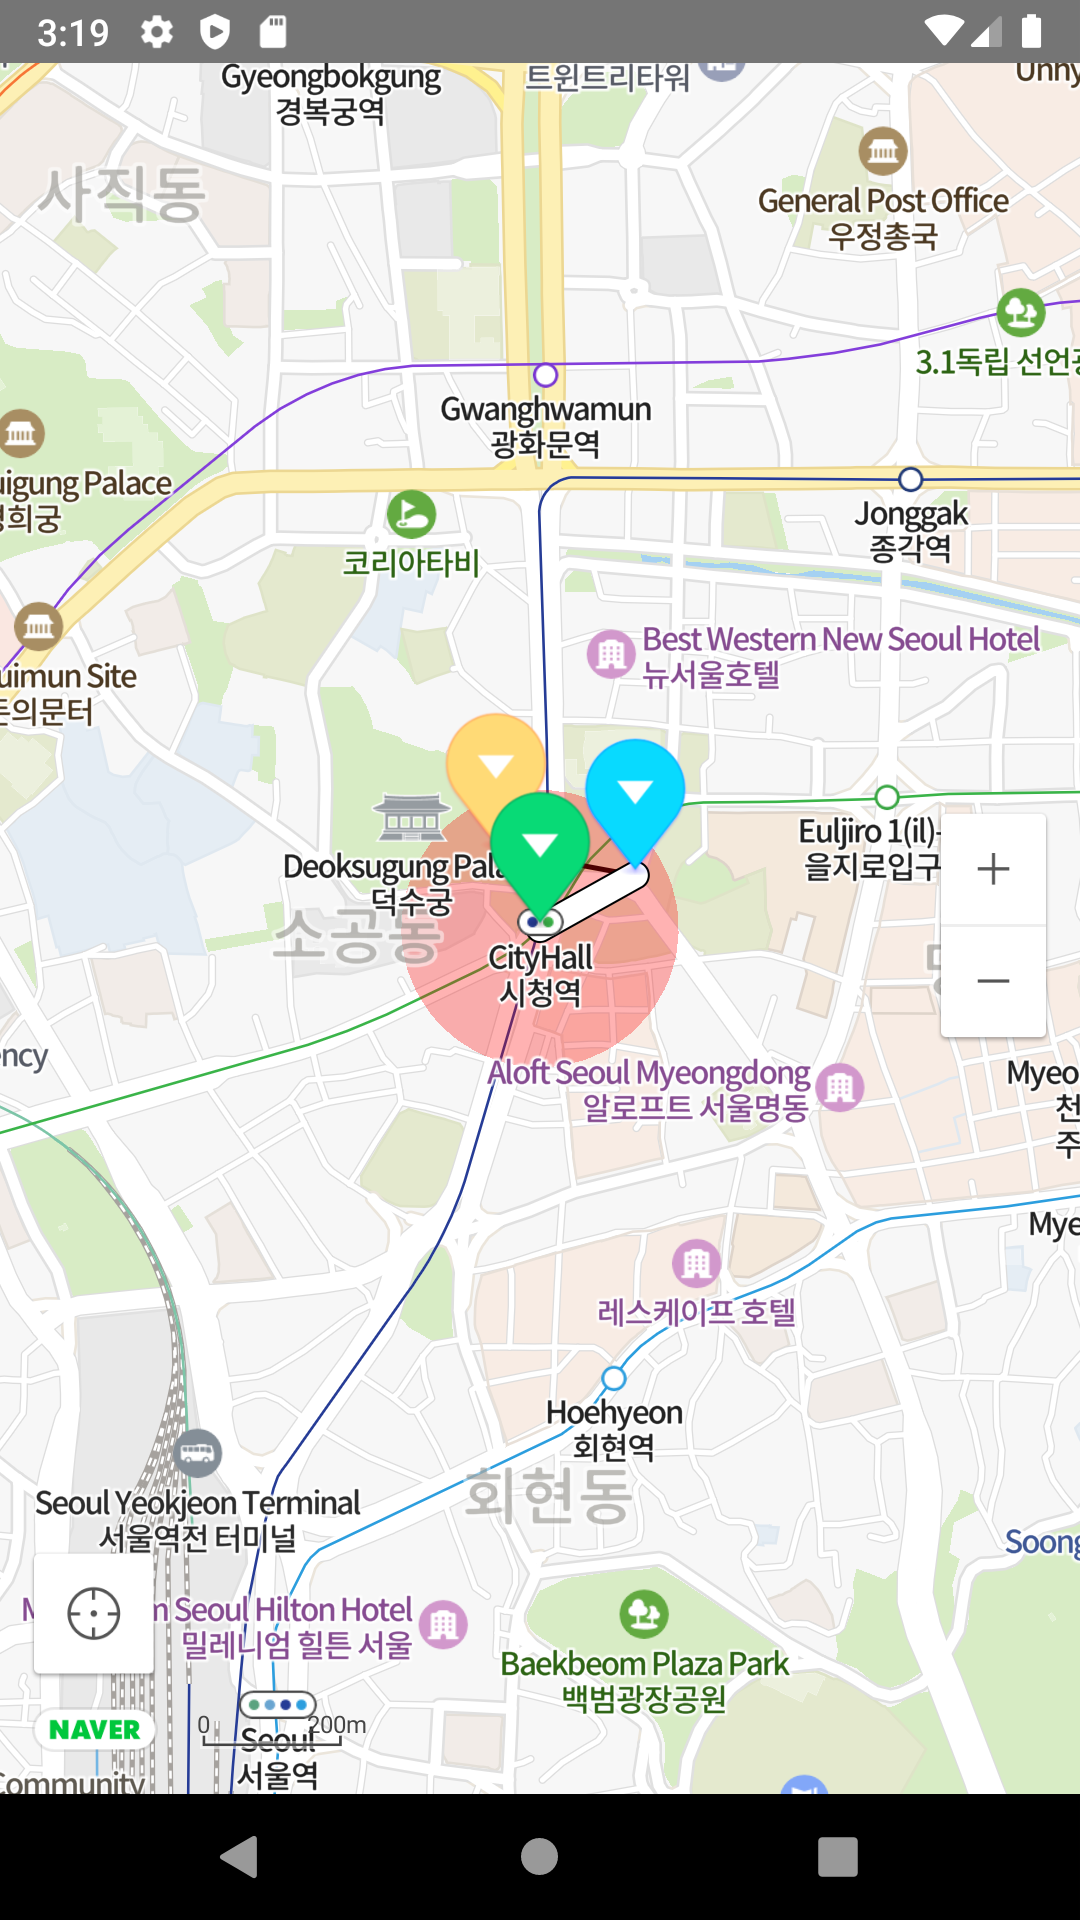 3:19
Gyeongbokgung
경복궁역
트윈트리타워
사직동
General Post Office
우정총국
3.1독립 선언광
Gwanghwamun
광화문역
uigung Palace
경희궁
Jonggak
종각역
코리아타비
Best Western New Seoul Hotel
뉴서울호텔
uimun Site
돈의문터
Euljiro 1(il)-
을지로입구
Deoksugung Pala
덕수궁
소공동
CityHall
시청역
ency
Aloft Seoul Myeongdong
알로프트 서울명동
Myeo
천
주
Mye
레스케이프 호텔
Hoehyeon
회현역
회현동
Seoul Yeokjeon Terminal
서울역전 터미널
Soong
M m Seoul Hilton Hotel
밀레니엄 힐튼 서울
Baekbeom Plaza Park
백범광장공원
NAVER
0 200m
Seoul
서울역
Community